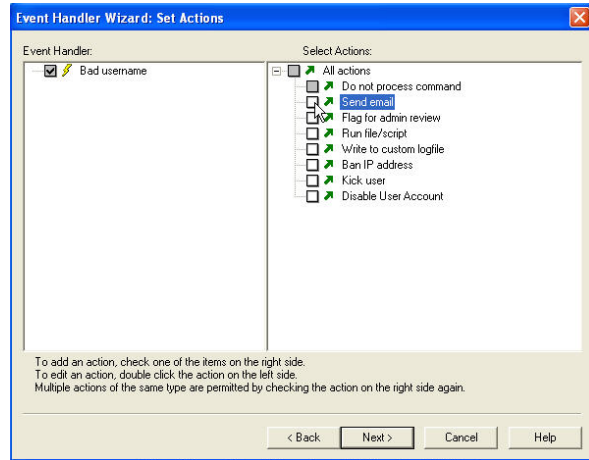 Event Handler Wizard: Set Actions
Event Handler:
Select Actions:
Bad username
All actions
Do not process command
Send email
Flag for admin review
Run file/script
Write to custom logfile
Ban IP address
Kick user
Disable User Account
To add an action, check one of the items on the right side.
To edit an action, double click the action on the left side.
Multiple actions of the same type are permitted by checking the action on the right side again.
< Back
Next >
Cancel
Help